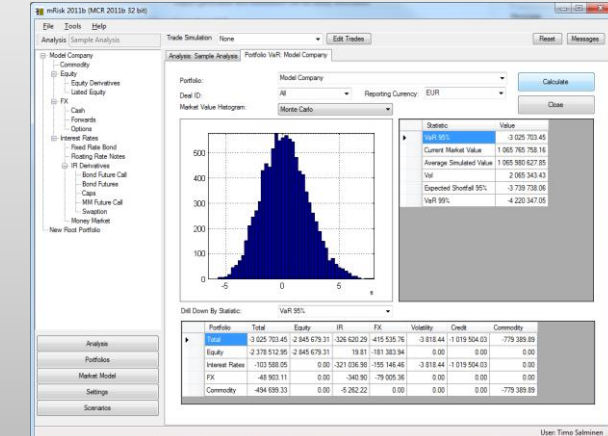 mRisk 2011b (MCR 2011b 32 bit)
File Tools Help
Analysis Sample Analysis
Trade Simulation None Edit Trades Reset Messages
Model Company
Commodity
Equity
Equity Derivatives
Listed Equity
FX
Cash
Forwards
Options
Interest Rates
Fixed Rate Bond
Floating Rate Notes
IR Derivatives
Bond Future Call
Bond Futures
Caps
MM Future Call
Swaption
Money Market
New Root Portfolio
Analysis
Portfolios
Market Model
Settings
Scenarios
Analysis: Sample Analysis Portfolio VaR: Model Company
Portfolio: Model Company
Deal ID: All Reporting Currency: EUR
Market Value Histogram: Monte Carlo
Calculate
Close
500
400
300
200
100
0
-5 0 5
Statistic Value
VaR 95% -3 025 703.45
Current Market Value 1 065 765 758.16
Average Simulated Value 1 065 980 627.85
Vol 2 065 343.43
Expected Shortfall 95% -3 739 738.06
VaR 99% -4 220 347.05
Drill Down By Statistic: VaR 95%
Portfolio Total Equity IR FX Volatility Credit Commodity
Total -3 025 703.45 -2 845 679.31 -326 620.29 -415 535.76 -3 818.44 -1 019 504.03 -779 389.89
Equity -2 378 512.95 -2 845 679.31 19.81 -181 383.94 0.00 0.00 0.00
Interest Rates -103 588.05 0.00 -321 036.98 -155 146.46 -3 818.44 -1 019 504.03 0.00
FX -48 903.11 0.00 -340.90 -79 005.36 0.00 0.00 0.00
Commodity -494 699.33 0.00 -5 262.22 0.00 0.00 0.00 -779 389.89
User: Timo Salminen